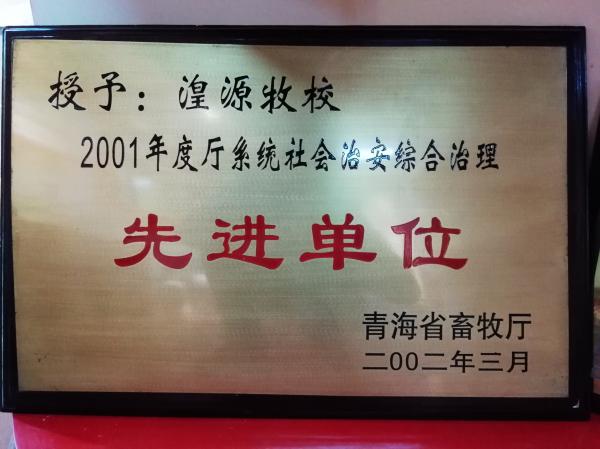 授予：湟源牧校
2001年度厅系统社会治安综合治理
先进单位
青海省畜牧厅
二00二年三月